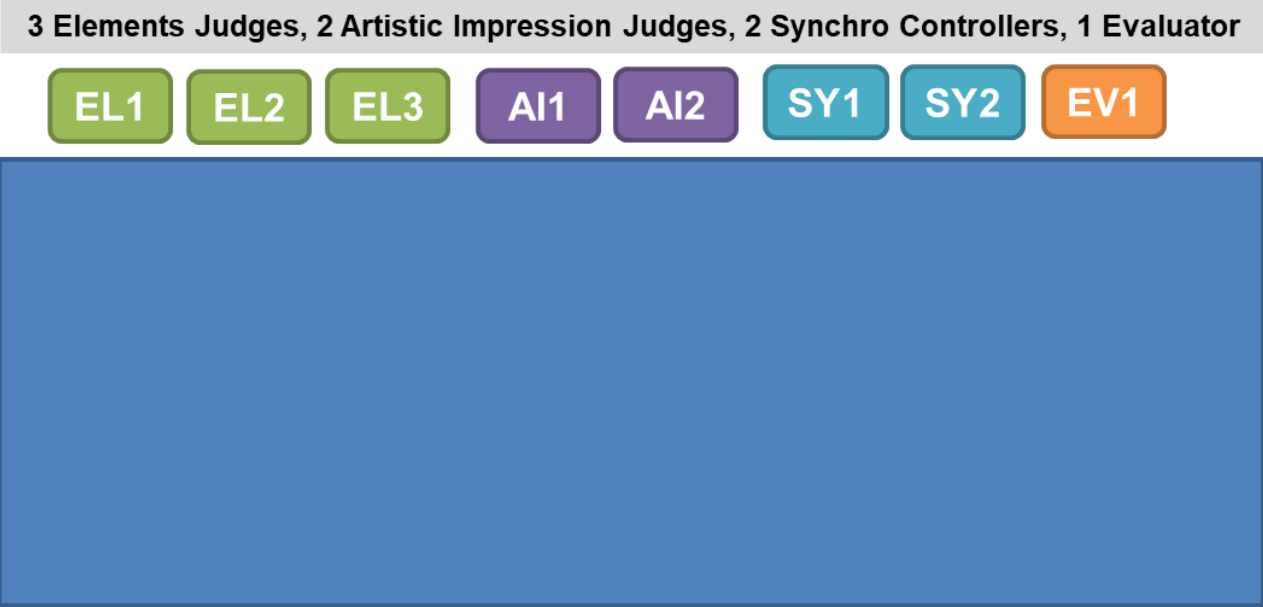 3 Elements Judges, 2 Artistic Impression Judges, 2 Synchro Controllers, 1 Evaluator
EL1 EL2 EL3 AI1 AI2 SY1 SY2 EV1